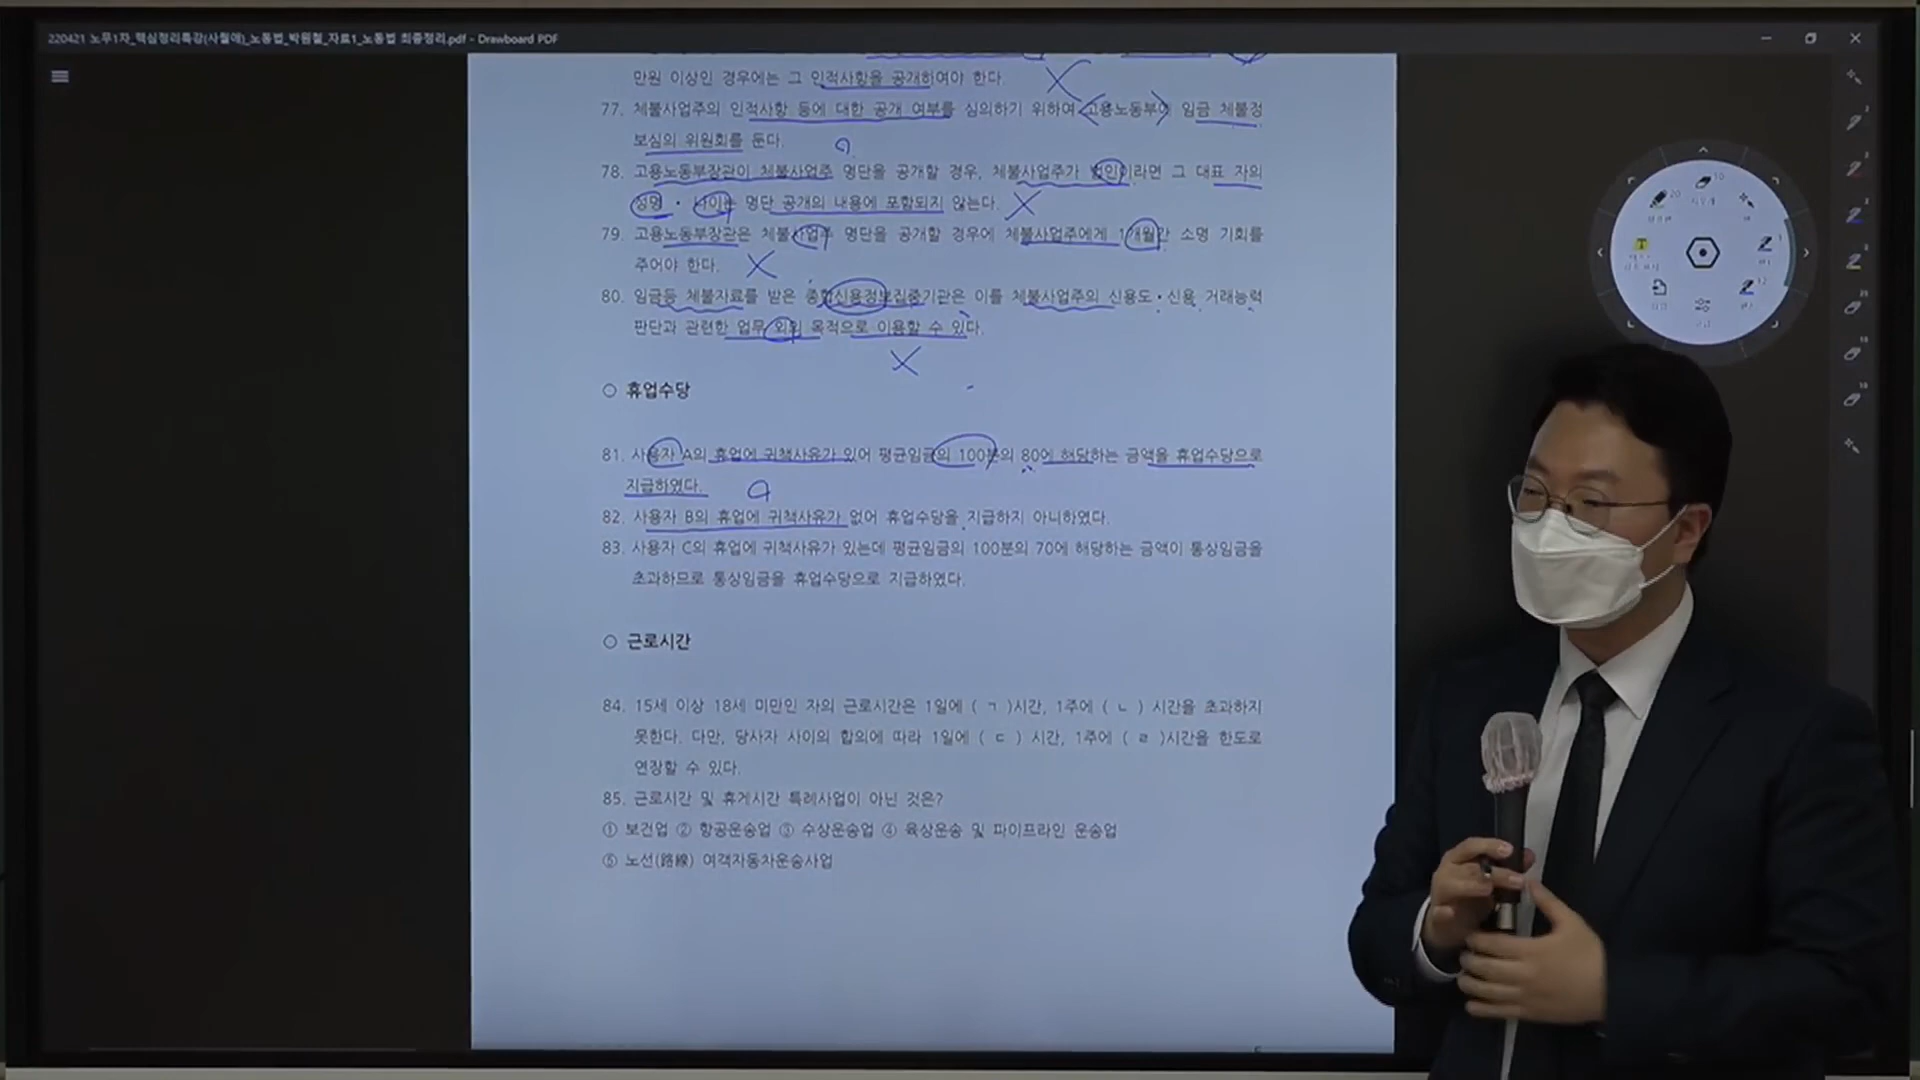 220421 노무1차_핵심정리특강(사월애)_노동법_박원철_자료1_노동법 최종정리.pdf - Drawboard PDF
만원 이상인 경우에는 그 인적사항을 공개하여야 한다.
77. 체불사업주의 인적사항 등에 대한 공개 여부를 심의하기 위하여 고용노동부에 임금 체불정
보심의 위원회를 둔다.
78. 고용노동부장관이 체불사업주 명단을 공개할 경우, 체불사업주가 법인이라면 그 대표 자의
성명 · 나이는 명단 공개의 내용에 포함되지 않는다.
79. 고용노동부장관은 체불사업주 명단을 공개할 경우에 체불사업주에게 1개월간 소명 기회를
주어야 한다.
80. 임금등 체불자료를 받은 종합신용정보집중기관은 이를 체불사업주의 신용도·신용 거래능력
판단과 관련한 업무 외의 목적으로 이용할 수 있다.
○ 휴업수당
81. 사용자 A의 휴업에 귀책사유가 있어 평균임금의 100분의 80에 해당하는 금액을 휴업수당으로
지급하였다.
82. 사용자 B의 휴업에 귀책사유가 없어 휴업수당을 지급하지 아니하였다.
83. 사용자 C의 휴업에 귀책사유가 있는데 평균임금의 100분의 70에 해당하는 금액이 통상임금을
초과하므로 통상임금을 휴업수당으로 지급하였다.
○ 근로시간
84. 15세 이상 18세 미만인 자의 근로시간은 1일에 ( ㄱ )시간, 1주에 ( ㄴ ) 시간을 초과하지
못한다. 다만, 당사자 사이의 합의에 따라 1일에 ( ㄷ ) 시간, 1주에 ( ㄹ )시간을 한도로
연장할 수 있다.
85. 근로시간 및 휴게시간 특례사업이 아닌 것은?
① 보건업 ② 항공운송업 ③ 수상운송업 ④ 육상운송 및 파이프라인 운송업
⑤ 노선(路線) 여객자동차운송사업